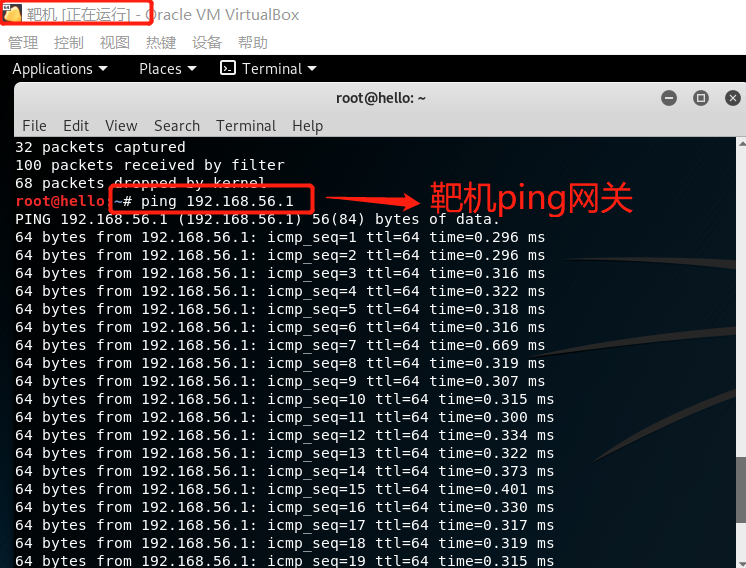 靶机 [正在运行] - Oracle VM VirtualBox
管理 控制 视图 热键 设备 帮助
Applications Places Terminal
root@hello: ~
File Edit View Search Terminal Help
32 packets captured
100 packets received by filter
68 packets dropped by kernel
root@hello:~# ping 192.168.56.1
靶机ping网关
PING 192.168.56.1 (192.168.56.1) 56(84) bytes of data.
64 bytes from 192.168.56.1: icmp_seq=1 ttl=64 time=0.296 ms
64 bytes from 192.168.56.1: icmp_seq=2 ttl=64 time=0.296 ms
64 bytes from 192.168.56.1: icmp_seq=3 ttl=64 time=0.316 ms
64 bytes from 192.168.56.1: icmp_seq=4 ttl=64 time=0.322 ms
64 bytes from 192.168.56.1: icmp_seq=5 ttl=64 time=0.318 ms
64 bytes from 192.168.56.1: icmp_seq=6 ttl=64 time=0.316 ms
64 bytes from 192.168.56.1: icmp_seq=7 ttl=64 time=0.669 ms
64 bytes from 192.168.56.1: icmp_seq=8 ttl=64 time=0.319 ms
64 bytes from 192.168.56.1: icmp_seq=9 ttl=64 time=0.307 ms
64 bytes from 192.168.56.1: icmp_seq=10 ttl=64 time=0.315 ms
64 bytes from 192.168.56.1: icmp_seq=11 ttl=64 time=0.300 ms
64 bytes from 192.168.56.1: icmp_seq=12 ttl=64 time=0.334 ms
64 bytes from 192.168.56.1: icmp_seq=13 ttl=64 time=0.322 ms
64 bytes from 192.168.56.1: icmp_seq=14 ttl=64 time=0.373 ms
64 bytes from 192.168.56.1: icmp_seq=15 ttl=64 time=0.401 ms
64 bytes from 192.168.56.1: icmp_seq=16 ttl=64 time=0.330 ms
64 bytes from 192.168.56.1: icmp_seq=17 ttl=64 time=0.317 ms
64 bytes from 192.168.56.1: icmp_seq=18 ttl=64 time=0.319 ms
64 bytes from 192.168.56.1: icmp_seq=19 ttl=64 time=0.315 ms